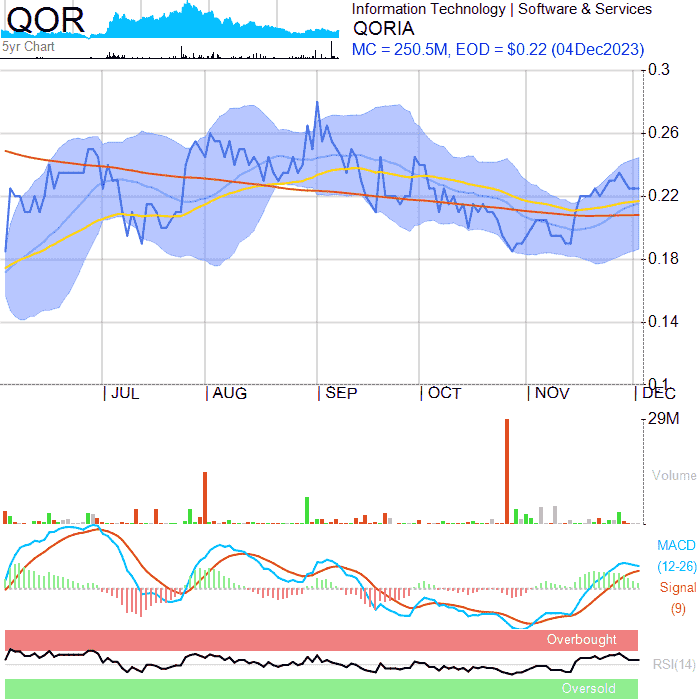 QOR
5yr Chart
Information Technology | Software & Services
QORIA
MC = 250.5M, EOD = $0.22 (04Dec2023)
0.3
0.26
0.22
0.18
0.14
0.1
JUL
AUG
SEP
OCT
NOV
DEC
29M
Volume
MACD
(12-26)
Signal
(9)
Overbought
RSI(14)
Oversold